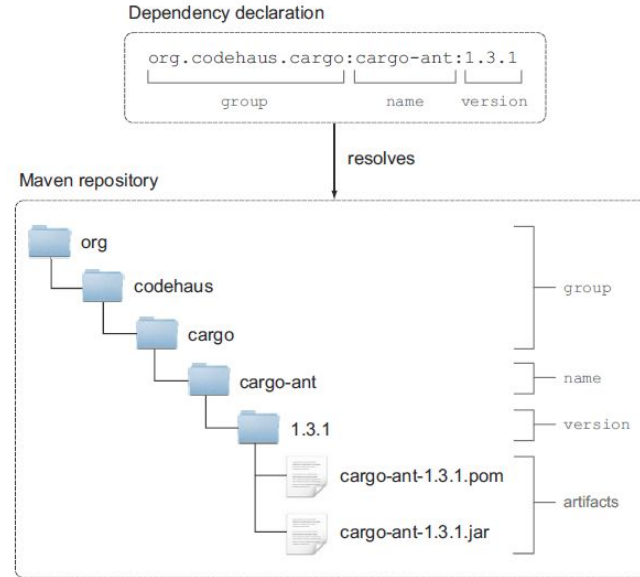 Dependency declaration
org.codehaus.cargo:cargo-ant:1.3.1
group name version
resolves
Maven repository
org
codehaus
group
cargo
cargo-ant
name
1.3.1
version
cargo-ant-1.3.1.pom
artifacts
cargo-ant-1.3.1.jar